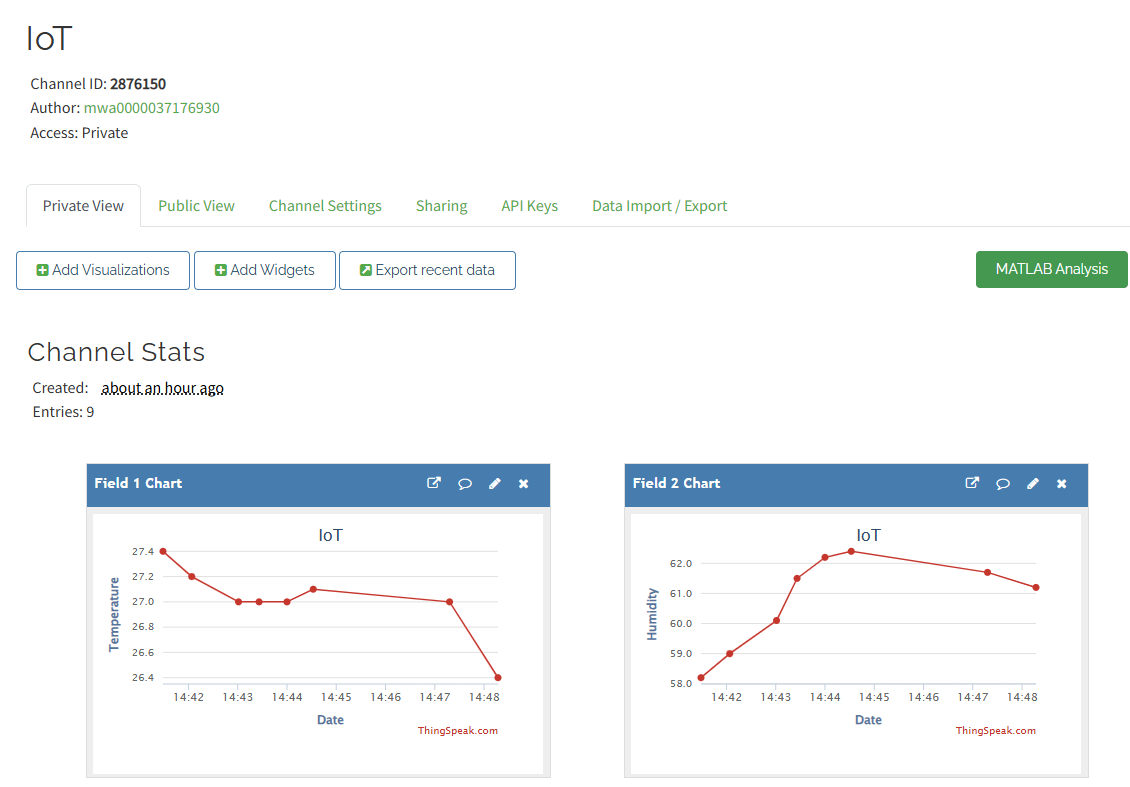 IoT
Channel ID: 2876150
Author: mwa0000037176930
Access: Private
Private View Public View Channel Settings Sharing API Keys Data Import / Export
Add Visualizations Add Widgets Export recent data MATLAB Analysis
Channel Stats
Created: about an hour ago
Entries: 9
Field 1 Chart
IoT
Temperature
27.4
27.2
27.0
26.8
26.6
26.4
14:42 14:43 14:44 14:45 14:46 14:47 14:48
Date
ThingSpeak.com
Field 2 Chart
IoT
Humidity
62.0
61.0
60.0
59.0
58.0
14:42 14:43 14:44 14:45 14:46 14:47 14:48
Date
ThingSpeak.com